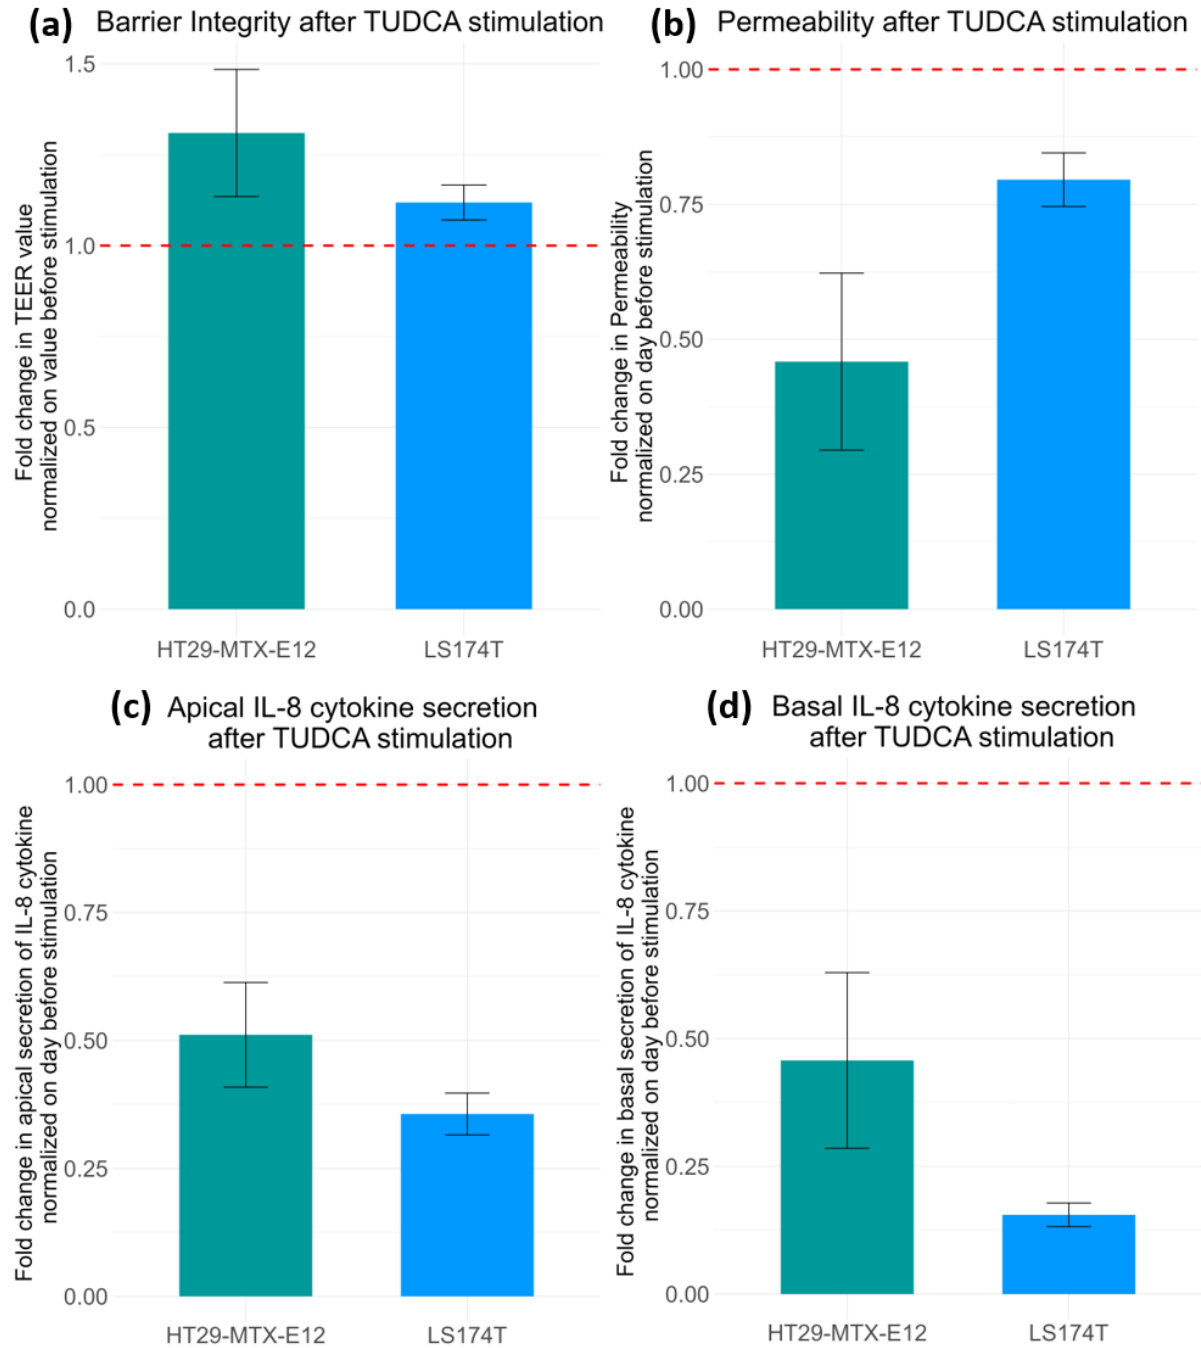 (a) Barrier Integrity after TUDCA stimulation
Fold change in TEER value
normalized on value before stimulation
1.5
1.0
0.5
0.0
HT29-MTX-E12
LS174T
(b) Permeability after TUDCA stimulation
Fold change in Permeability
normalized on day before stimulation
1.00
0.75
0.50
0.25
0.00
HT29-MTX-E12
LS174T
(c) Apical IL-8 cytokine secretion
after TUDCA stimulation
Fold change in apical secretion of IL-8 cytokine
normalized on day before stimulation
1.00
0.75
0.50
0.25
0.00
HT29-MTX-E12
LS174T
(d) Basal IL-8 cytokine secretion
after TUDCA stimulation
Fold change in basal secretion of IL-8 cytokine
normalized on day before stimulation
1.00
0.75
0.50
0.25
0.00
HT29-MTX-E12
LS174T